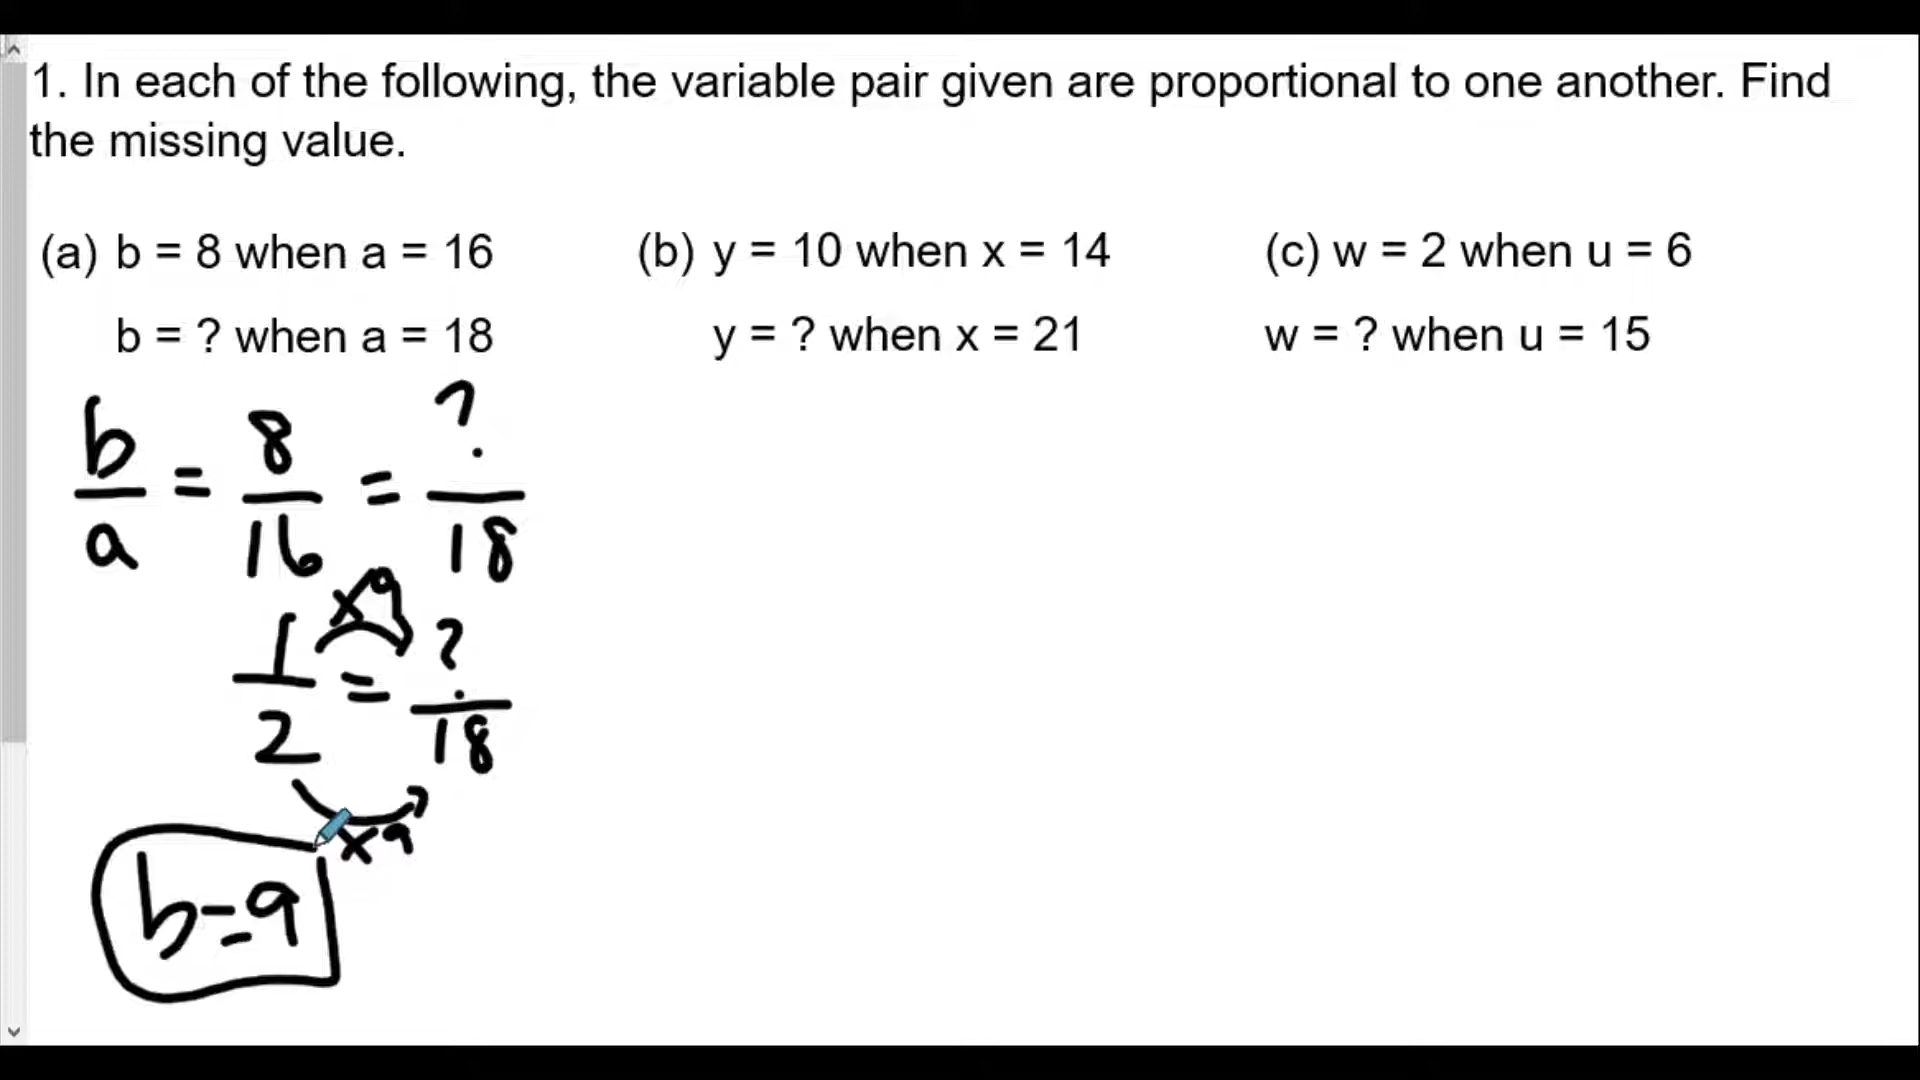 1. In each of the following, the variable pair given are proportional to one another. Find
the missing value.
(a) b = 8 when a = 16
b = ? when a = 18
(b) y = 10 when x = 14
y = ? when x = 21
(c) w = 2 when u = 6
w = ? when u = 15
b/a = 8/16 = ?/18
x9
1/2 = ?/18
x9
b=9